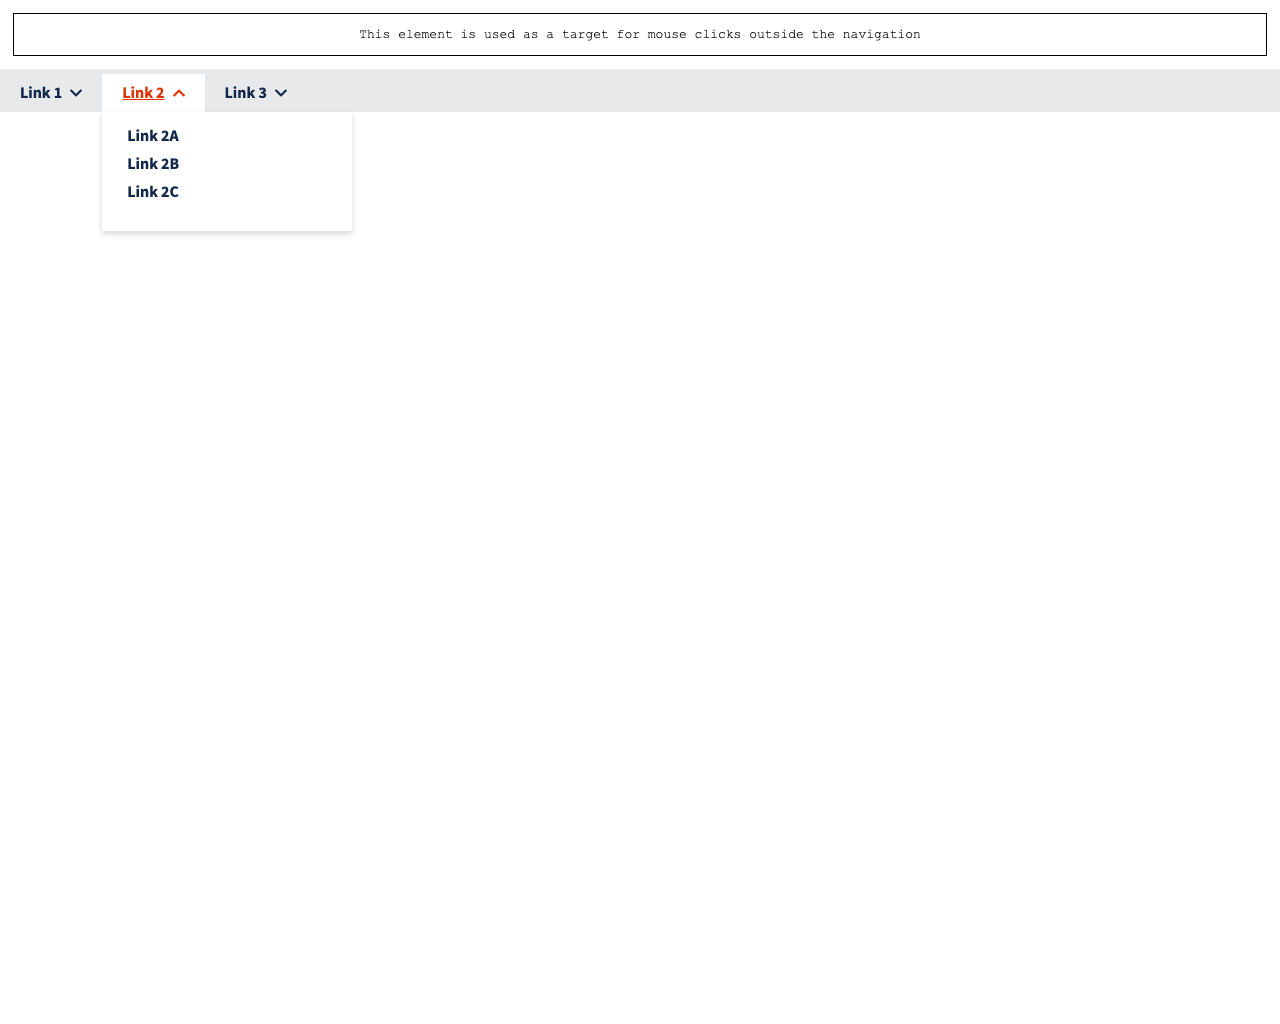 This element is used as a target for mouse clicks outside the navigation
Link 1 Link 2 Link 3
Link 2A
Link 2B
Link 2C